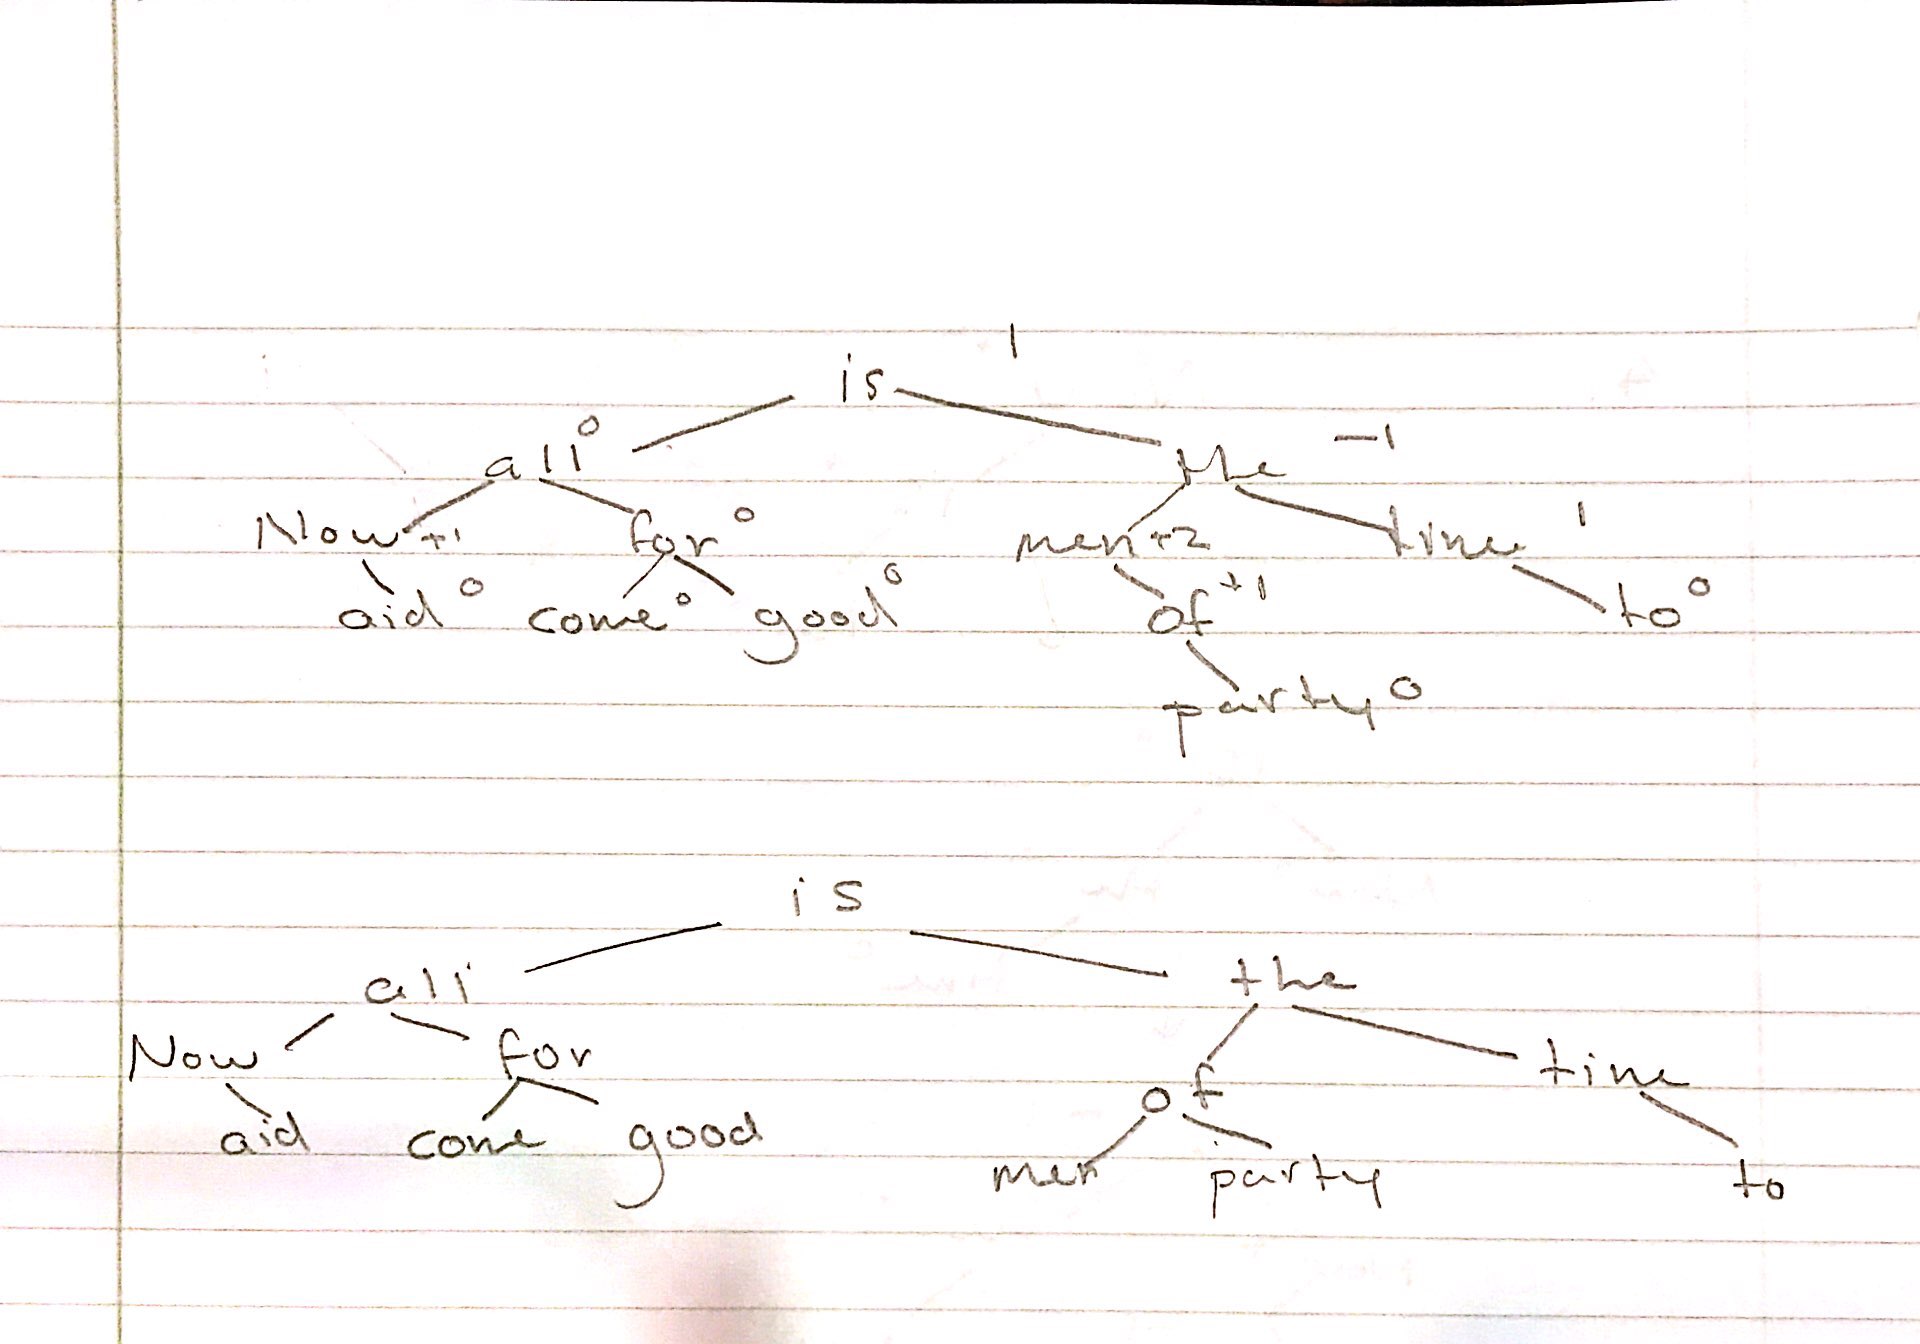 is 1
all 0 the -1
Now +1 for 0 men +2 time 1
aid 0 come 0 good 0 of +1 to 0
party 0
is
all the
Now for of time
aid come good men party to